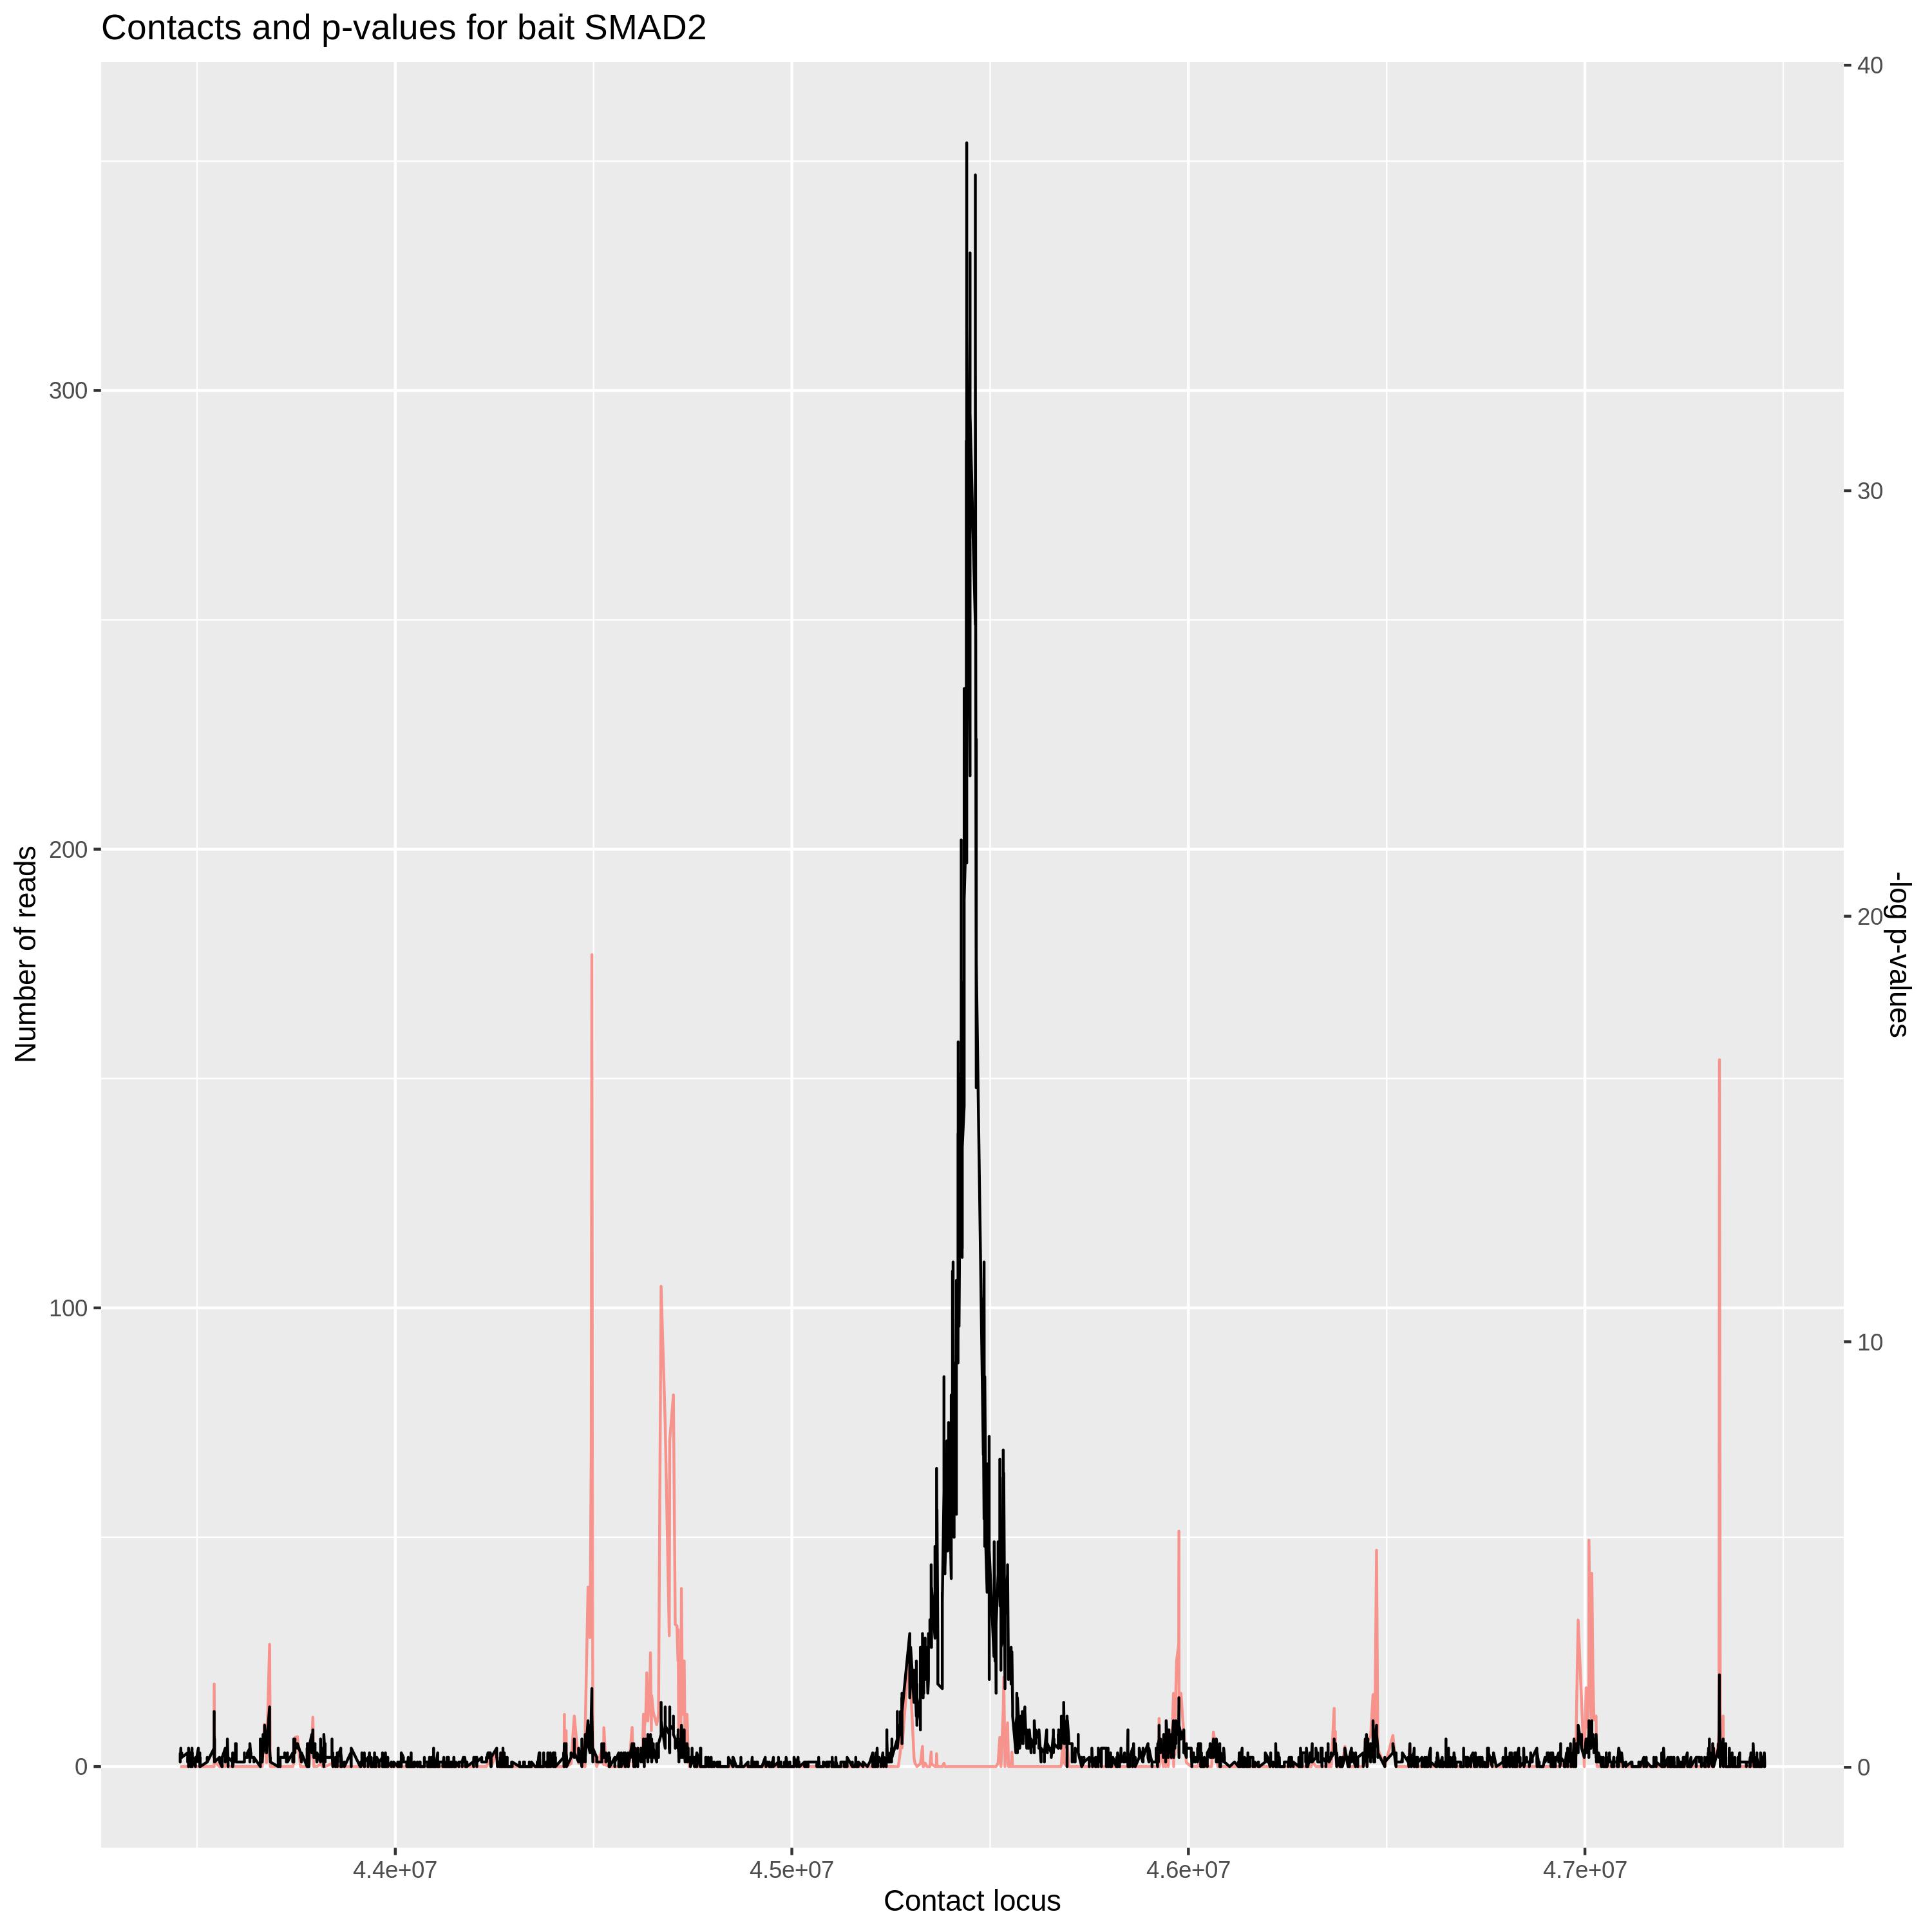 Contacts and p-values for bait SMAD2
Number of reads
300
200
100
0
40
30
20
10
0
-log p-values
4.4e+07
4.5e+07
4.6e+07
4.7e+07
Contact locus